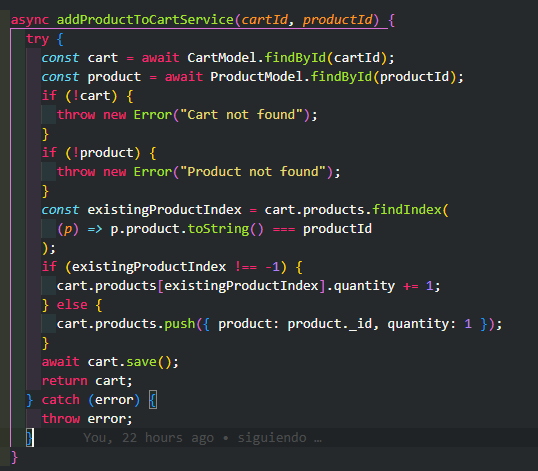 async addProductToCartService(cartId, productId) {
try {
const cart = await CartModel.findById(cartId);
const product = await ProductModel.findById(productId);
if (!cart) {
throw new Error("Cart not found");
}
if (!product) {
throw new Error("Product not found");
}
const existingProductIndex = cart.products.findIndex(
(p) => p.product.toString() === productId
);
if (existingProductIndex !== -1) {
cart.products[existingProductIndex].quantity += 1;
} else {
cart.products.push({ product: product._id, quantity: 1 });
}
await cart.save();
return cart;
} catch (error) {
throw error;
}    You, 22 hours ago • siguiendo …
}